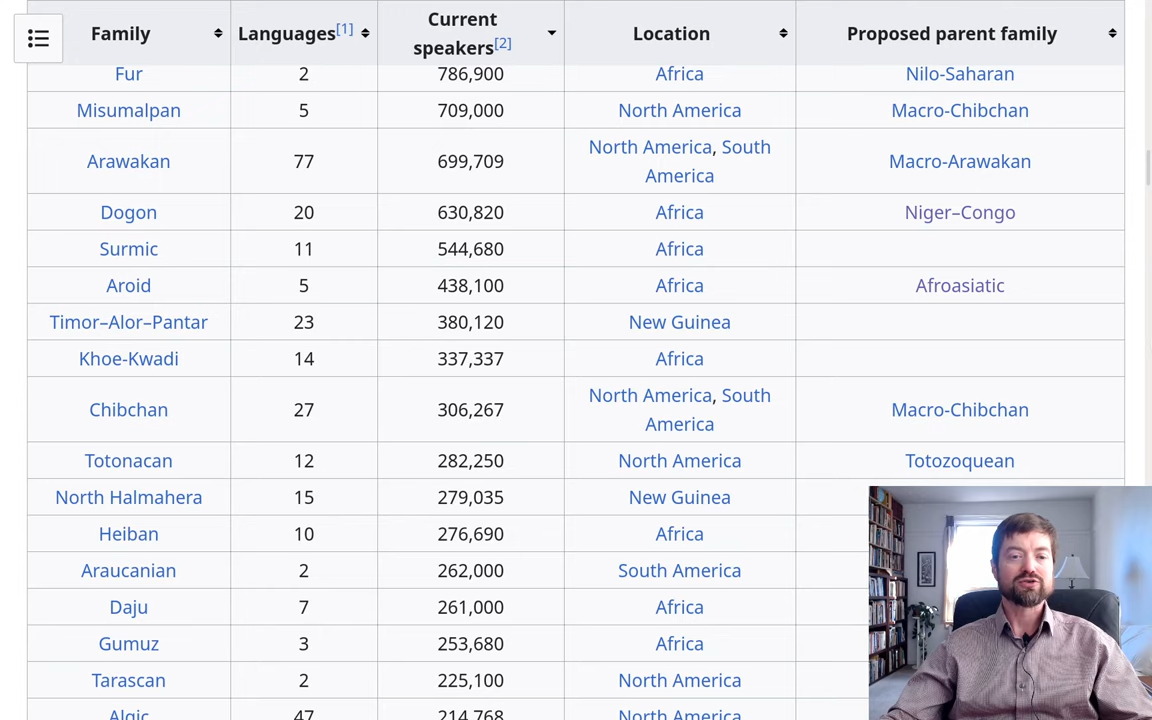 Family Languages[1] Current speakers[2] Location Proposed parent family
Fur 2 786,900 Africa Nilo-Saharan
Misumalpan 5 709,000 North America Macro-Chibchan
Arawakan 77 699,709 North America, South America Macro-Arawakan
Dogon 20 630,820 Africa Niger–Congo
Surmic 11 544,680 Africa
Aroid 5 438,100 Africa Afroasiatic
Timor–Alor–Pantar 23 380,120 New Guinea
Khoe-Kwadi 14 337,337 Africa
Chibchan 27 306,267 North America, South America Macro-Chibchan
Totonacan 12 282,250 North America Totozoquean
North Halmahera 15 279,035 New Guinea
Heiban 10 276,690 Africa
Araucanian 2 262,000 South America
Daju 7 261,000 Africa
Gumuz 3 253,680 Africa
Tarascan 2 225,100 North America
Algic 47 214,768 North America